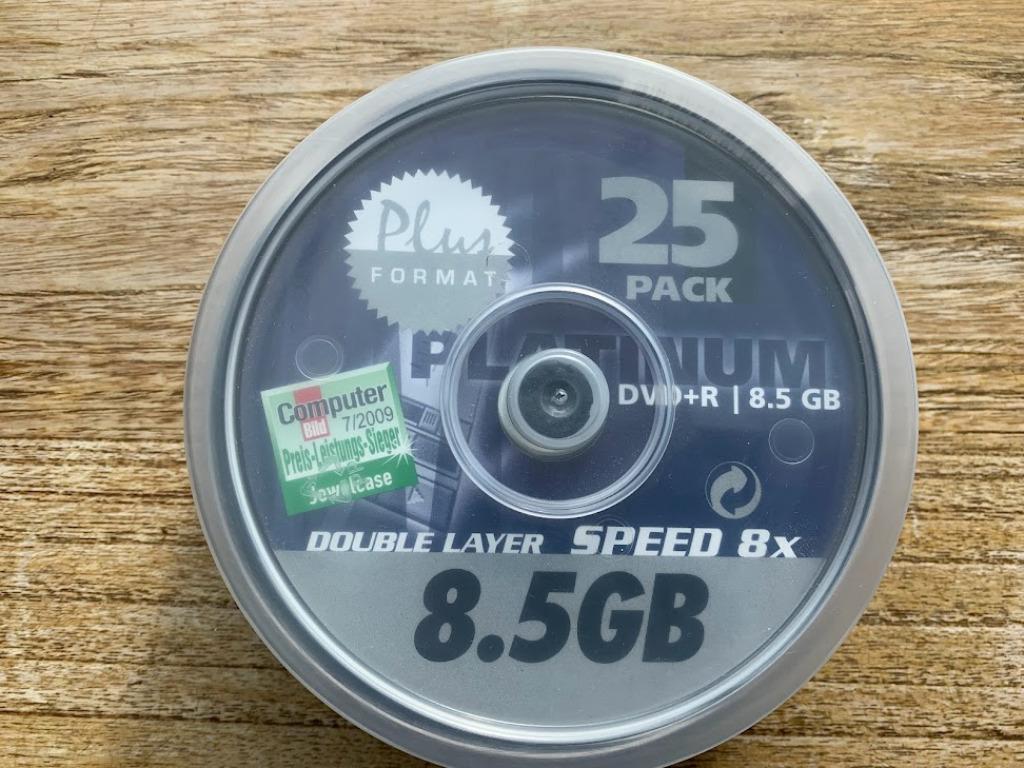 Plus
FORMAT
25
PACK
PLATINUM
DVD+R | 8.5 GB
Computer
Bild 7/2009
Preis-Leistungs-Sieger
Jewelcase
DOUBLE LAYER SPEED 8x
8.5GB